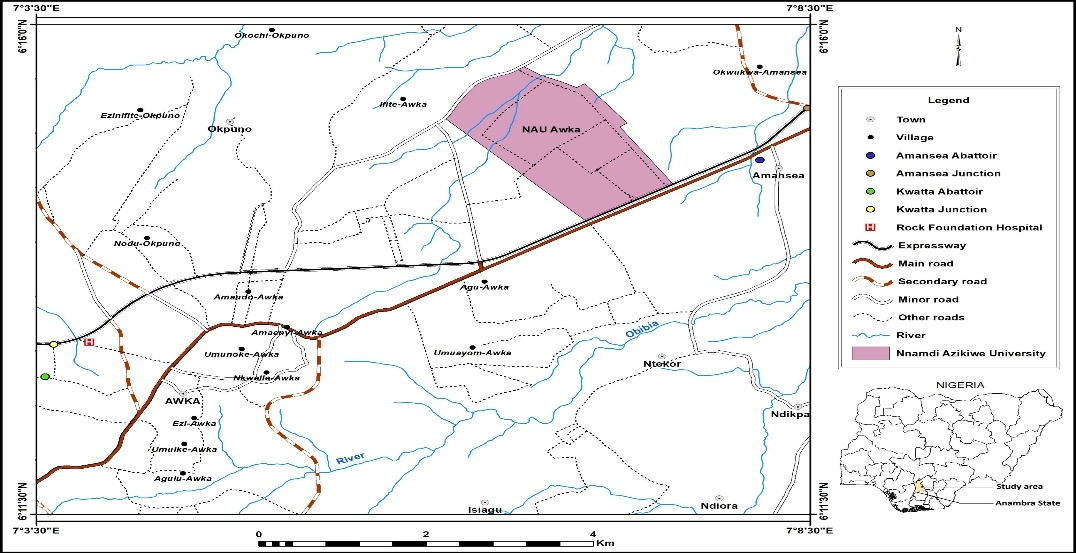 7°3'30"E
7°8'30"E
6°16'0"N
6°16'0"N
Okochi-Okpuno
Okwukwa-Amansea
Ifite-Awka
Ezinifite-Okpuno
Okpuno
NAU Awka
Amansea
Nodu-Okpuno
Agu-Awka
Amaudo-Awka
Amaenyi-Awka
Obibia
Umunoke-Awka
Umuayom-Awka
Ntokor
Nkwalla-Awka
AWKA
Ndikpa
Ezi-Awka
Umuike-Awka
River
Agulu-Awka
Isiagu
Ndiora
6°11'30"N
6°11'30"N
7°3'30"E
7°8'30"E
0 2 4
Km
N
Legend
Town
Village
Amansea Abattoir
Amansea Junction
Kwatta Abattoir
Kwatta Junction
H Rock Foundation Hospital
Expressway
Main road
Secondary road
Minor road
Other roads
River
Nnamdi Azikiwe University
NIGERIA
Study area
Anambra State
H